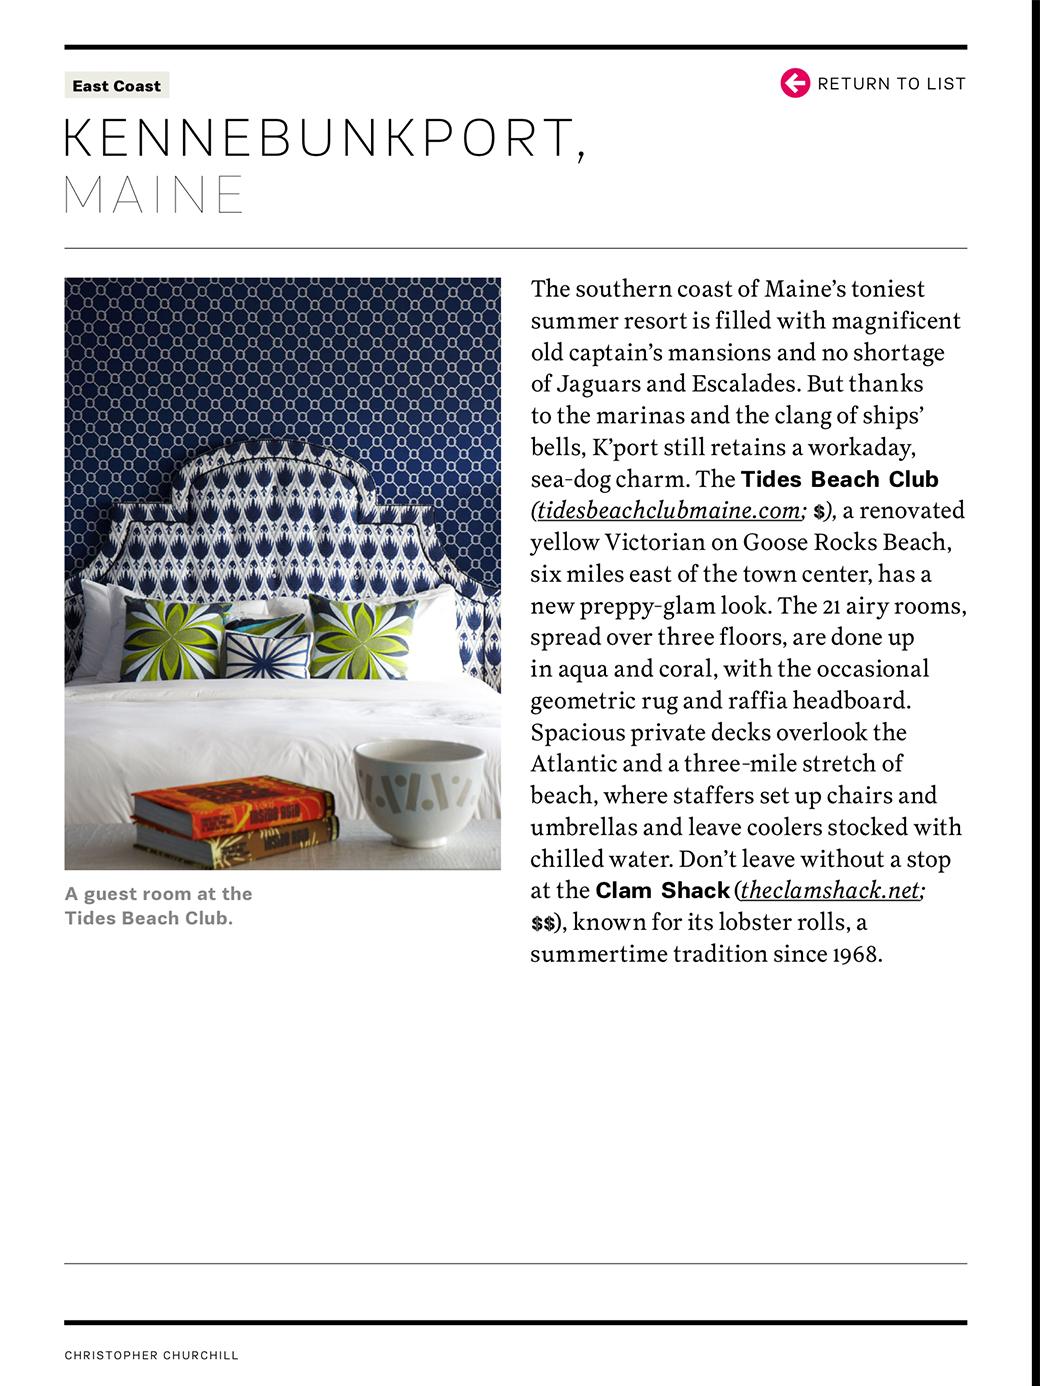 East Coast
RETURN TO LIST
KENNEBUNKPORT,
MAINE
The southern coast of Maine’s toniest
summer resort is filled with magnificent
old captain’s mansions and no shortage
of Jaguars and Escalades. But thanks
to the marinas and the clang of ships’
bells, K’port still retains a workaday,
sea-dog charm. The Tides Beach Club
(tidesbeachclubmaine.com; $), a renovated
yellow Victorian on Goose Rocks Beach,
six miles east of the town center, has a
new preppy-glam look. The 21 airy rooms,
spread over three floors, are done up
in aqua and coral, with the occasional
geometric rug and raffia headboard.
Spacious private decks overlook the
Atlantic and a three-mile stretch of
beach, where staffers set up chairs and
umbrellas and leave coolers stocked with
chilled water. Don’t leave without a stop
at the Clam Shack (theclamshack.net;
$$), known for its lobster rolls, a
summertime tradition since 1968.
A guest room at the
Tides Beach Club.
CHRISTOPHER CHURCHILL